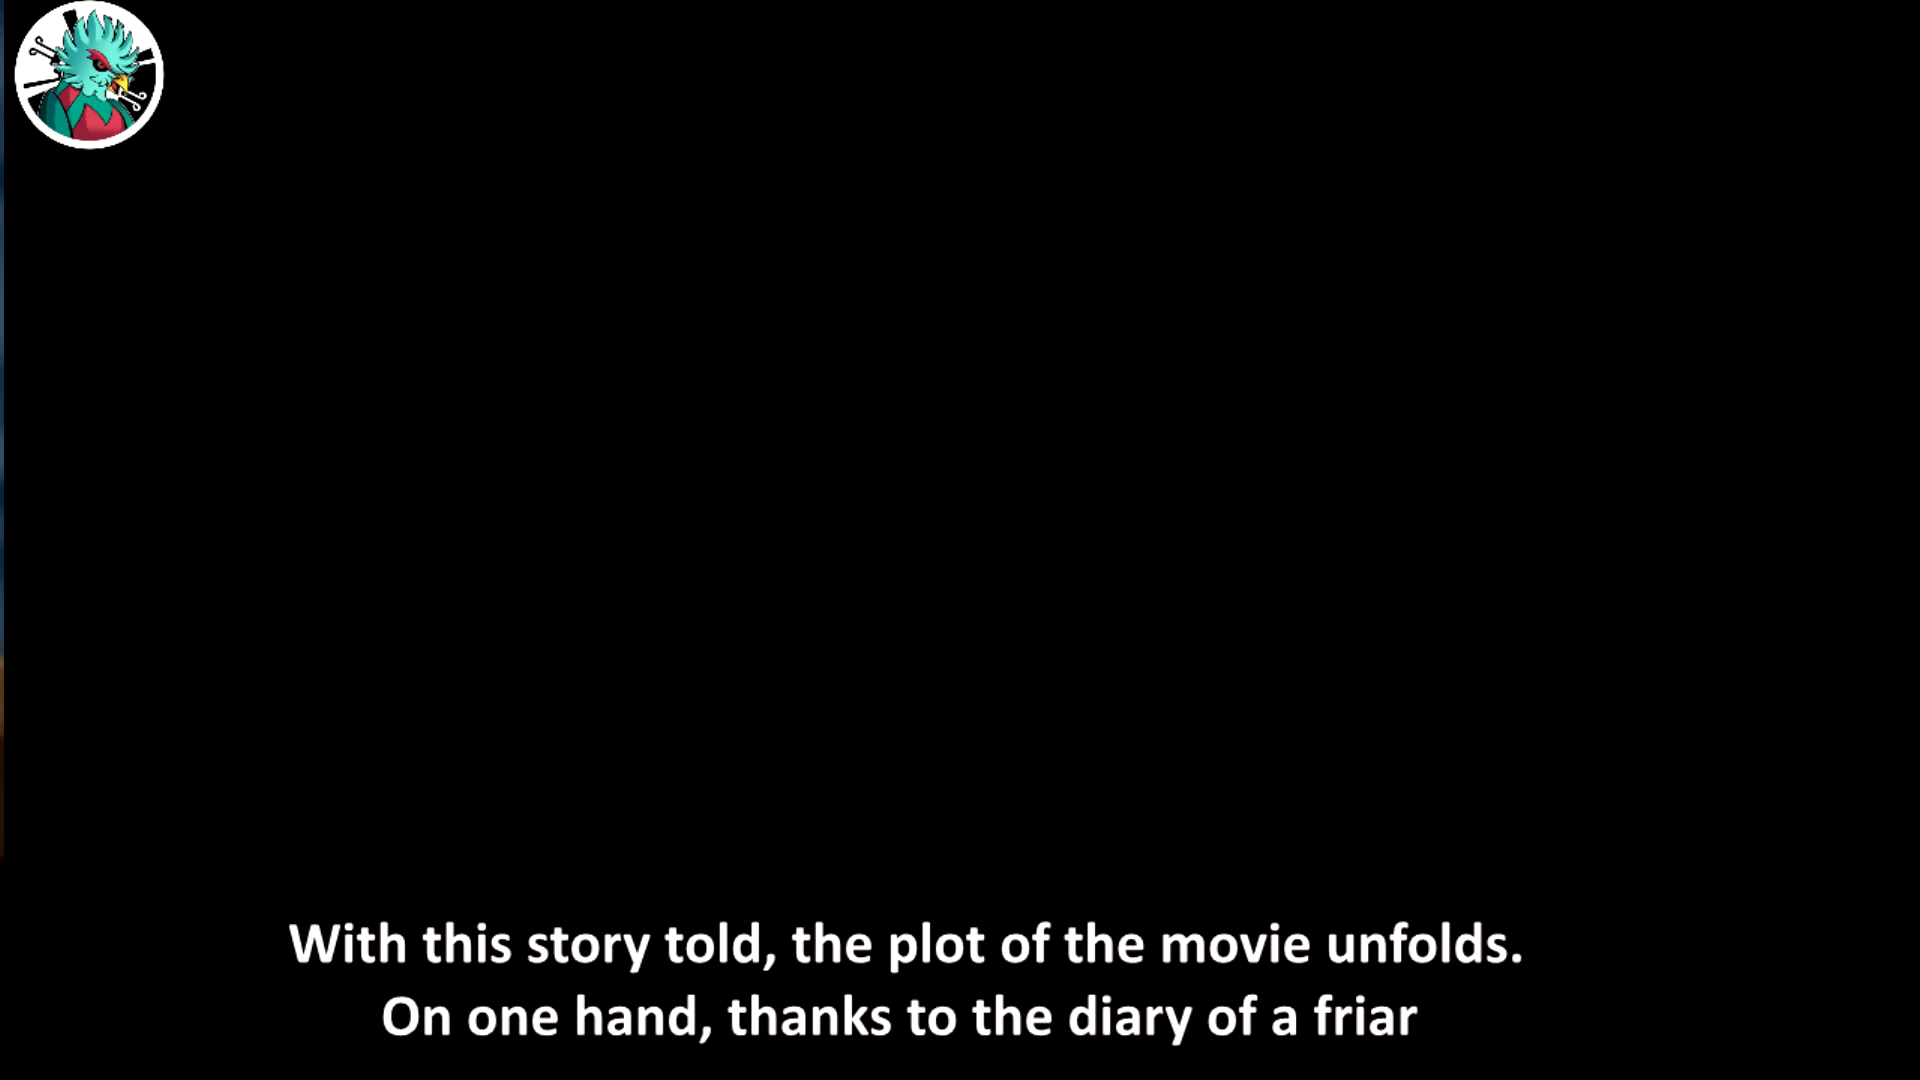 With this story told, the plot of the movie unfolds.
On one hand, thanks to the diary of a friar